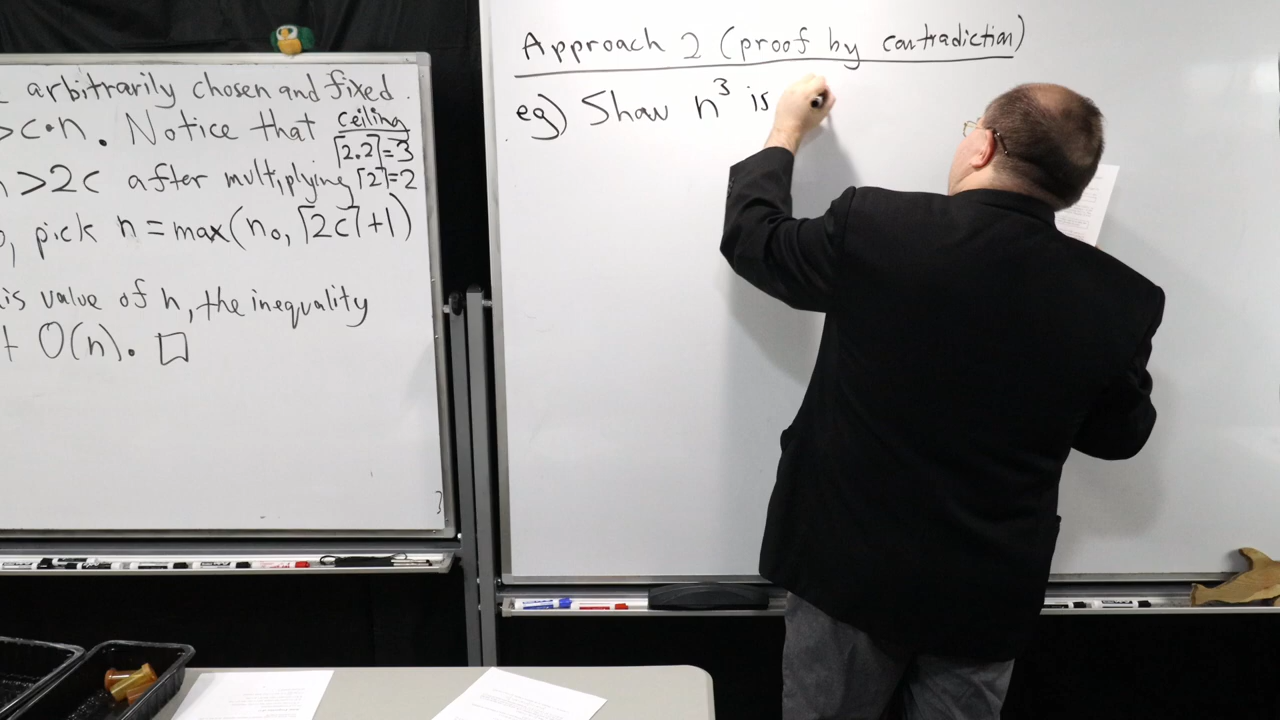 arbitrarily chosen and fixed.
>c·n. Notice that
ceiling
⌈2.2⌉=3
>2c after multiplying
⌈2⌉=2
, pick n=max(n₀, ⌈2c⌉+1)
is value of n, the inequality
O(n). □
Approach 2 (proof by contradiction)
eg) Show n³ is